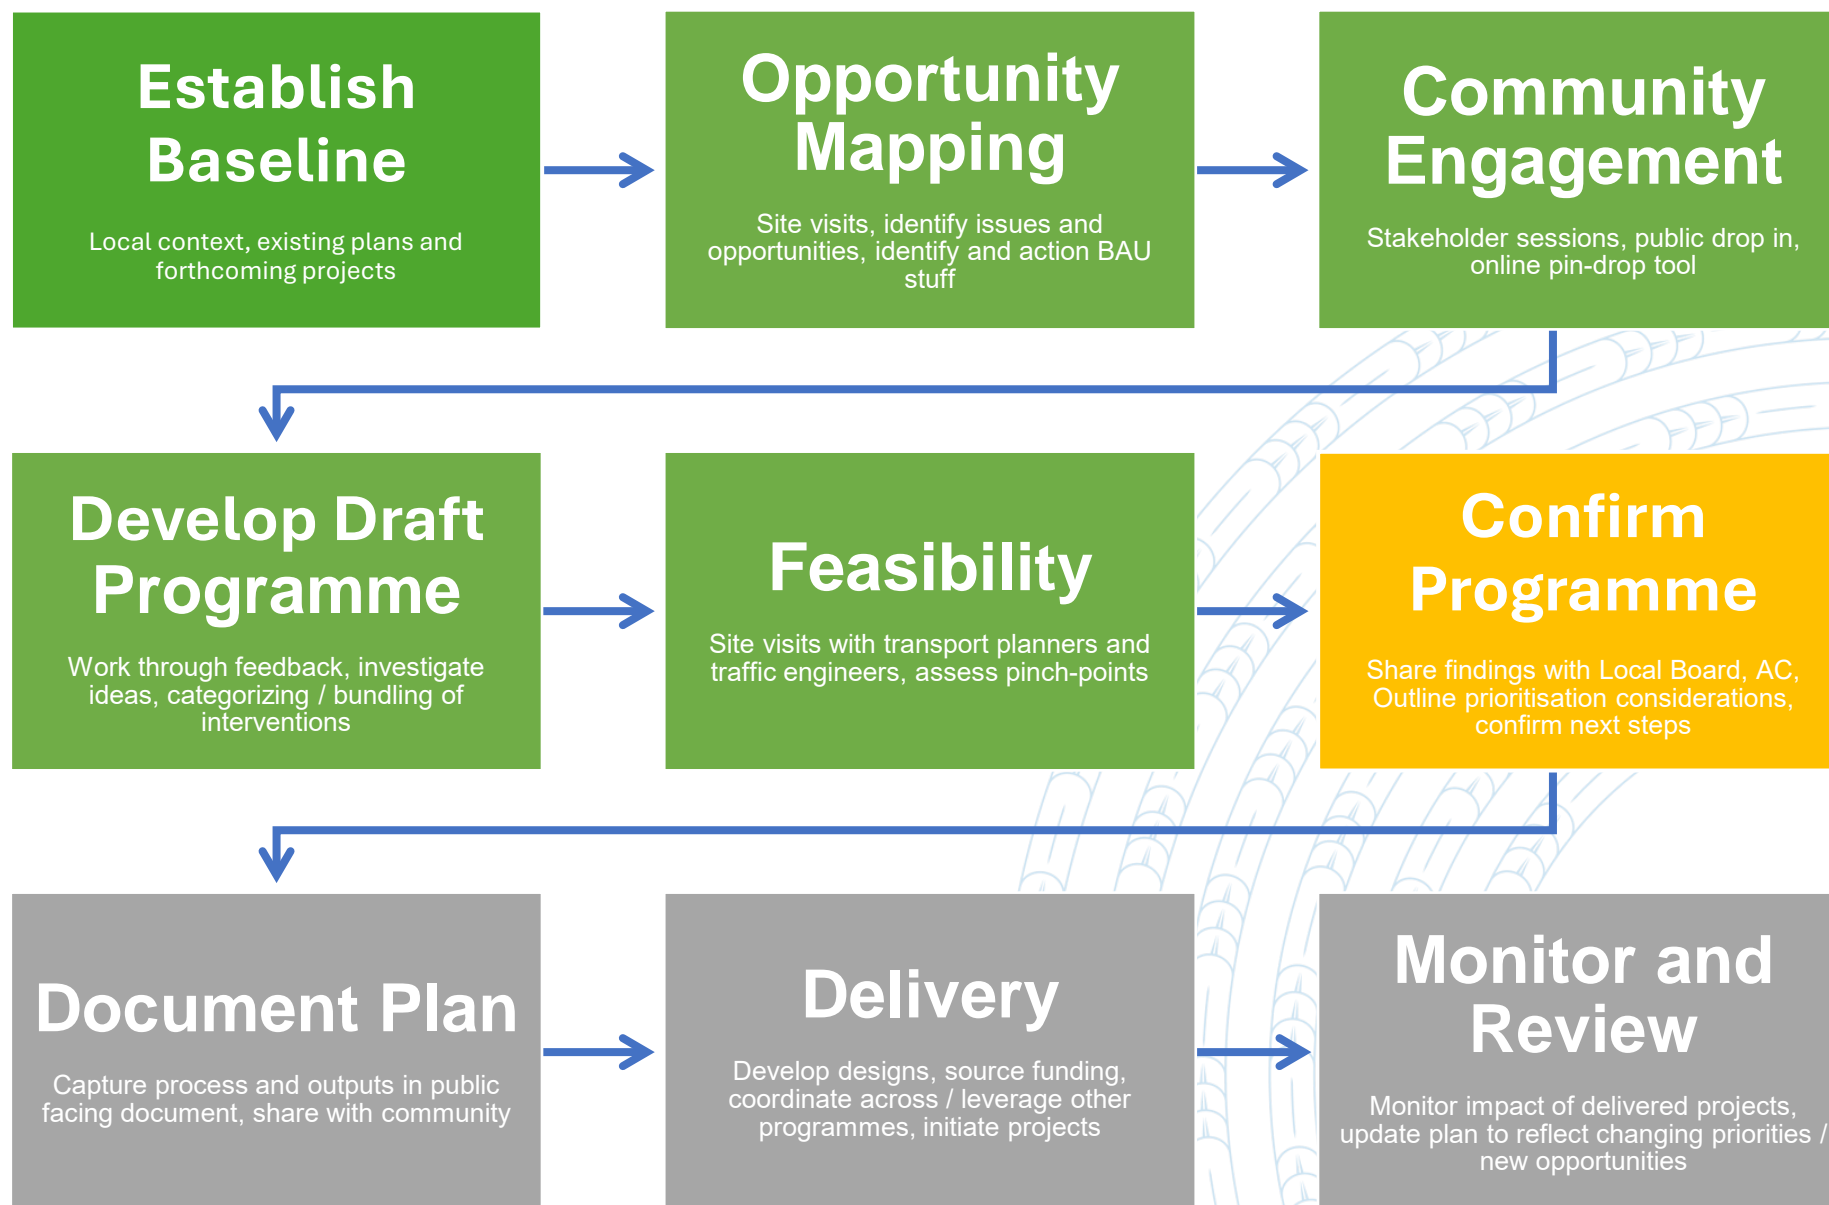 Establish
Baseline
Local context, existing plans and
forthcoming projects
Opportunity
Mapping
Site visits, identify issues and
opportunities, identify and action BAU
stuff
Community
Engagement
Stakeholder sessions, public drop in,
online pin-drop tool
Develop Draft
Programme
Work through feedback, investigate
ideas, categorizing / bundling of
interventions
Feasibility
Site visits with transport planners and
traffic engineers, assess pinch-points
Confirm
Programme
Share findings with Local Board, AC,
Outline prioritisation considerations,
confirm next steps
Document Plan
Capture process and outputs in public
facing document, share with community
Delivery
Develop designs, source funding,
coordinate across / leverage other
programmes, initiate projects
Monitor and
Review
Monitor impact of delivered projects,
update plan to reflect changing priorities /
new opportunities